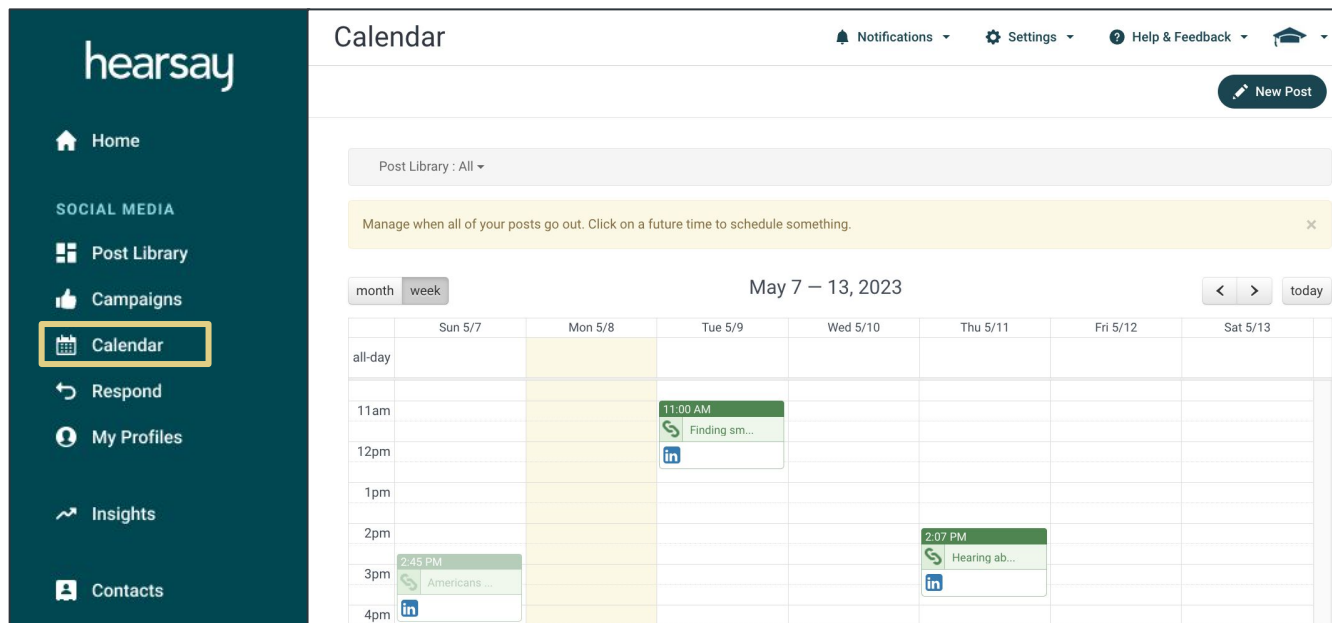 hearsay
Home
SOCIAL MEDIA
Post Library
Campaigns
Calendar
Respond
My Profiles
Insights
Contacts
Calendar
Notifications
Settings
? Help & Feedback
New Post
Post Library : All
Manage when all of your posts go out. Click on a future time to schedule something.
×
month week
May 7 — 13, 2023
< > today
Sun 5/7 Mon 5/8 Tue 5/9 Wed 5/10 Thu 5/11 Fri 5/12 Sat 5/13
all-day
11am
11:00 AM
Finding sm...
12pm
in
1pm
2pm
2:07 PM
Hearing ab...
in
2:45 PM
3pm
Americans ...
in
4pm